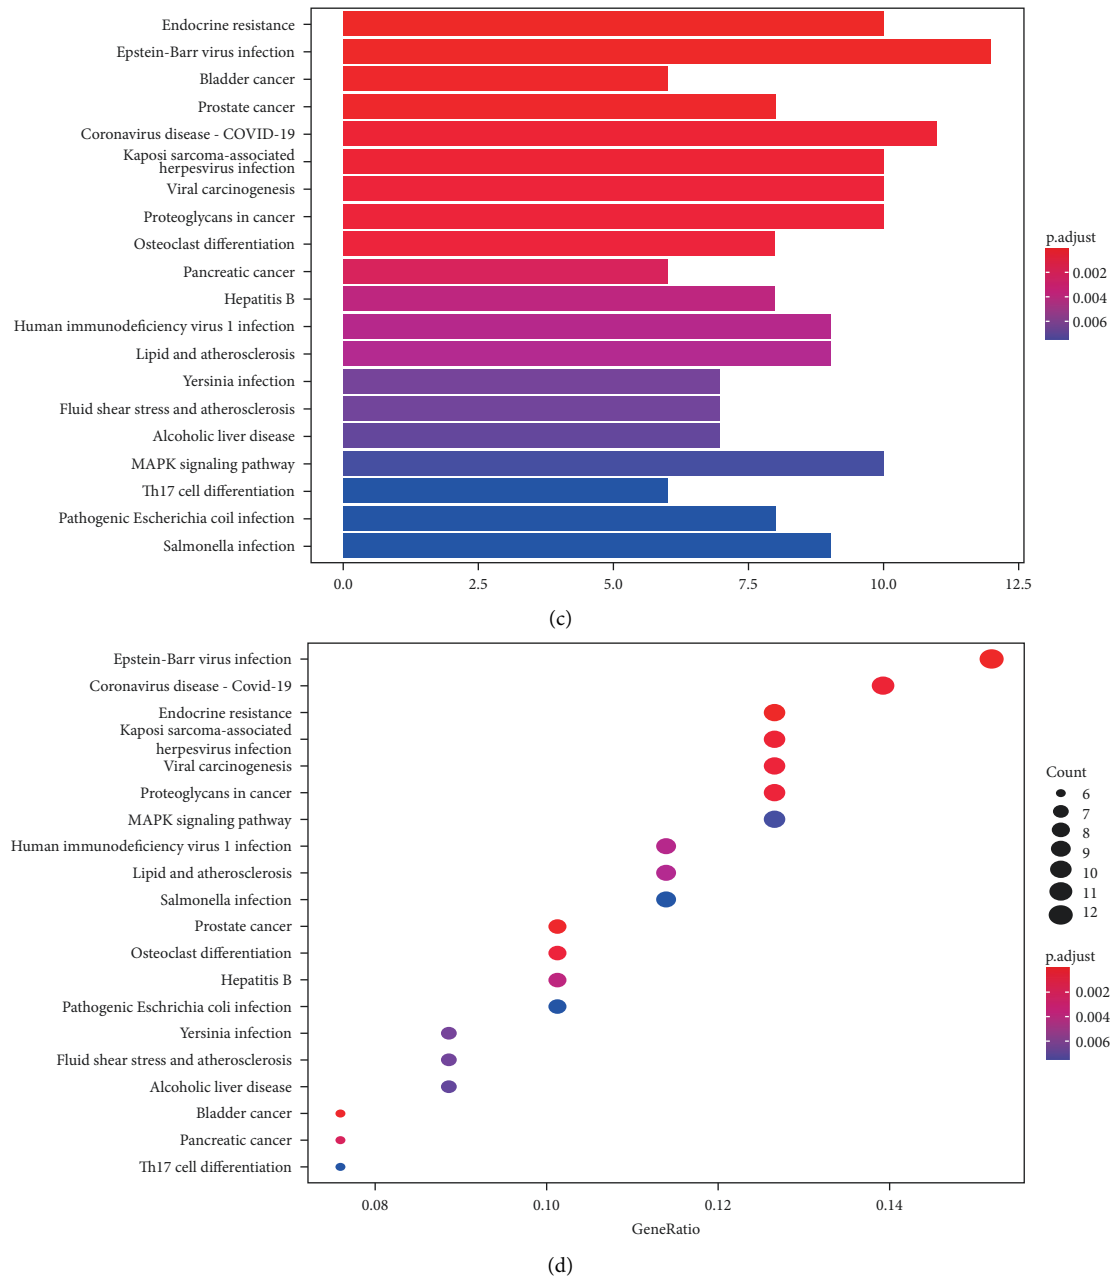 Endocrine resistance
Epstein-Barr virus infection
Bladder cancer
Prostate cancer
Coronavirus disease - COVID-19
Kaposi sarcoma-associated
herpesvirus infection
Viral carcinogenesis
Proteoglycans in cancer
Osteoclast differentiation
Pancreatic cancer
Hepatitis B
Human immunodeficiency virus 1 infection
Lipid and atherosclerosis
Yersinia infection
Fluid shear stress and atherosclerosis
Alcoholic liver disease
MAPK signaling pathway
Th17 cell differentiation
Pathogenic Escherichia coil infection
Salmonella infection
0.0 2.5 5.0 7.5 10.0 12.5
p.adjust
0.002
0.004
0.006
(c)
Epstein-Barr virus infection
Coronavirus disease - Covid-19
Endocrine resistance
Kaposi sarcoma-associated
herpesvirus infection
Viral carcinogenesis
Proteoglycans in cancer
MAPK signaling pathway
Human immunodeficiency virus 1 infection
Lipid and atherosclerosis
Salmonella infection
Prostate cancer
Osteoclast differentiation
Hepatitis B
Pathogenic Eschrichia coli infection
Yersinia infection
Fluid shear stress and atherosclerosis
Alcoholic liver disease
Bladder cancer
Pancreatic cancer
Th17 cell differentiation
0.08 0.10 0.12 0.14
GeneRatio
Count
6
7
8
9
10
11
12
p.adjust
0.002
0.004
0.006
(d)